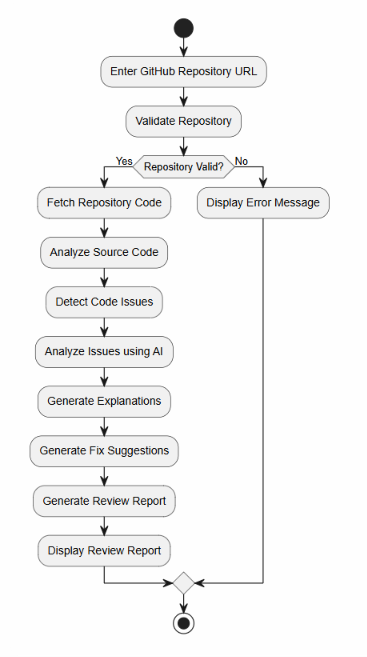 Enter GitHub Repository URL
Validate Repository
Yes
Repository Valid?
No
Fetch Repository Code
Display Error Message
Analyze Source Code
Detect Code Issues
Analyze Issues using AI
Generate Explanations
Generate Fix Suggestions
Generate Review Report
Display Review Report